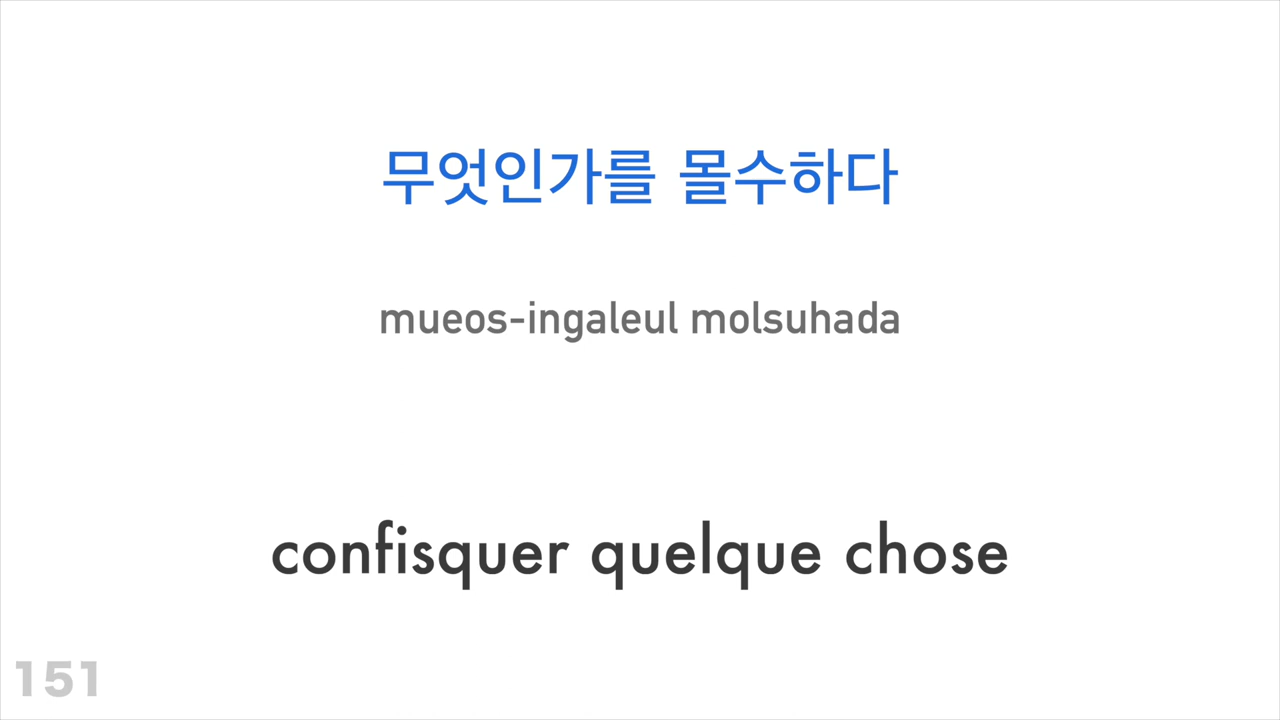 무엇인가를 몰수하다
mueos-ingaleul molsuhada
confisquer quelque chose
151